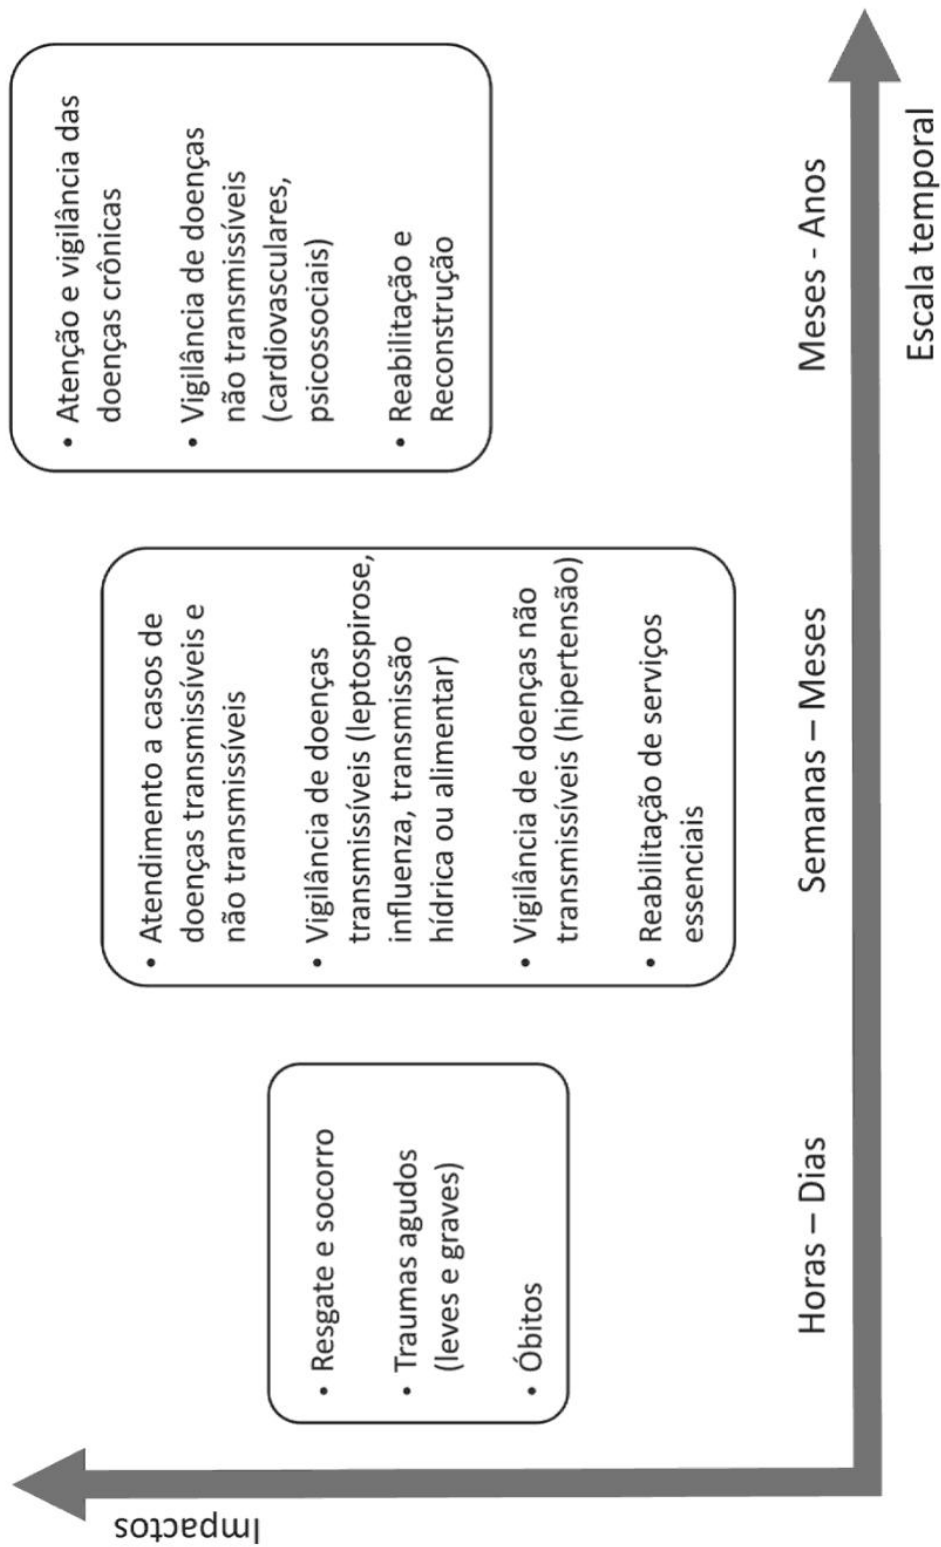 Impactos
• Resgate e socorro
• Traumas agudos
(leves e graves)
• Óbitos
• Atendimento a casos de
doenças transmissíveis e
não transmissíveis
• Vigilância de doenças
transmissíveis (leptospirose,
influenza, transmissão
hídrica ou alimentar)
• Vigilância de doenças não
transmissíveis (hipertensão)
• Reabilitação de serviços
essenciais
• Atenção e vigilância das
doenças crônicas
• Vigilância de doenças
não transmissíveis
(cardiovasculares,
psicossociais)
• Reabilitação e
Reconstrução
Horas – Dias
Semanas – Meses
Meses - Anos
Escala temporal